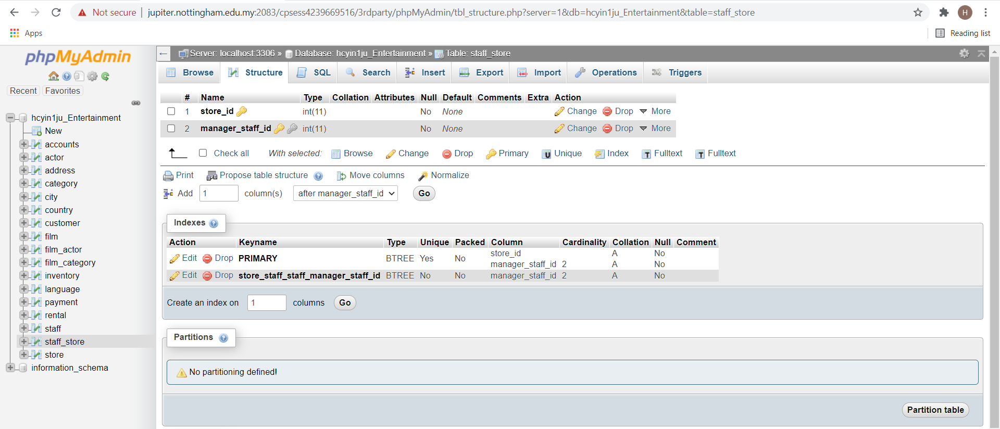 Not secure | jupiter.nottingham.edu.my:2083/cpsess4239669516/3rdparty/phpMyAdmin/tbl_structure.php?server=1&db=hcyin1ju_Entertainment&table=staff_store
H
Apps
Reading list
phpMyAdmin
Recent Favorites
hcyin1ju_Entertainment
New
accounts
actor
address
category
city
country
customer
film
film_actor
film_category
inventory
language
payment
rental
staff
staff_store
store
information_schema
← Server: localhost:3306 » Database: hcyin1ju_Entertainment » Table: staff_store
Browse Structure SQL Search Insert Export Import Operations Triggers
# Name Type Collation Attributes Null Default Comments Extra Action
1 store_id int(11) No None Change Drop More
2 manager_staff_id int(11) No None Change Drop More
Check all With selected: Browse Change Drop Primary Unique Index Fulltext Fulltext
Print Propose table structure Move columns Normalize
Add 1 column(s) after manager_staff_id Go
Indexes
Action Keyname Type Unique Packed Column Cardinality Collation Null Comment
Edit Drop PRIMARY BTREE Yes No store_id A No
manager_staff_id 2 A No
Edit Drop store_staff_staff_manager_staff_id BTREE No No manager_staff_id 2 A No
Create an index on 1 columns Go
Partitions
No partitioning defined!
Partition table